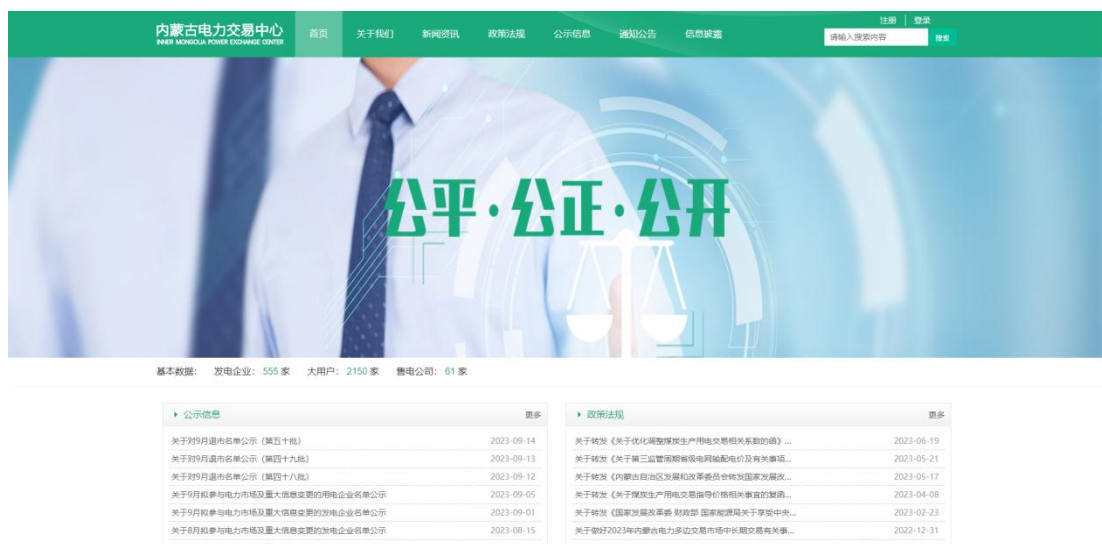 内蒙古电力交易中心
INNER MONGOLIA POWER EXCHANGE CENTER
首页 关于我们 新闻资讯 政策法规 公示信息 通知公告 信息披露
注册 | 登录
请输入搜索内容 搜索
公平·公正·公开
基本数据: 发电企业: 555 家 大用户: 2150 家 售电公司: 61 家
公示信息 更多
关于对9月退市名单公示（第五十批） 2023-09-14
关于对9月退市名单公示（第四十九批） 2023-09-13
关于对9月退市名单公示（第四十八批） 2023-09-12
关于9月拟参与电力市场及重大信息变更的用电企业名单公示 2023-09-05
关于9月拟参与电力市场及重大信息变更的发电企业名单公示 2023-09-01
关于8月拟参与电力市场及重大信息变更的发电企业名单公示 2023-08-15
政策法规 更多
关于转发《关于优化调整煤炭生产用电交易相关系数的函》... 2023-06-19
关于转发《关于第三监管周期省级电网输配电价及有关事项... 2023-05-21
关于转发《内蒙古自治区发展和改革委员会转发国家发展改... 2023-05-17
关于转发《关于煤炭生产用电交易指导价格相关事宜的复函... 2023-04-08
关于转发《国家发展改革委 财政部 国家能源局关于享受中央... 2023-02-23
关于做好2023年内蒙古电力多边交易市场中长期交易有关事... 2022-12-31